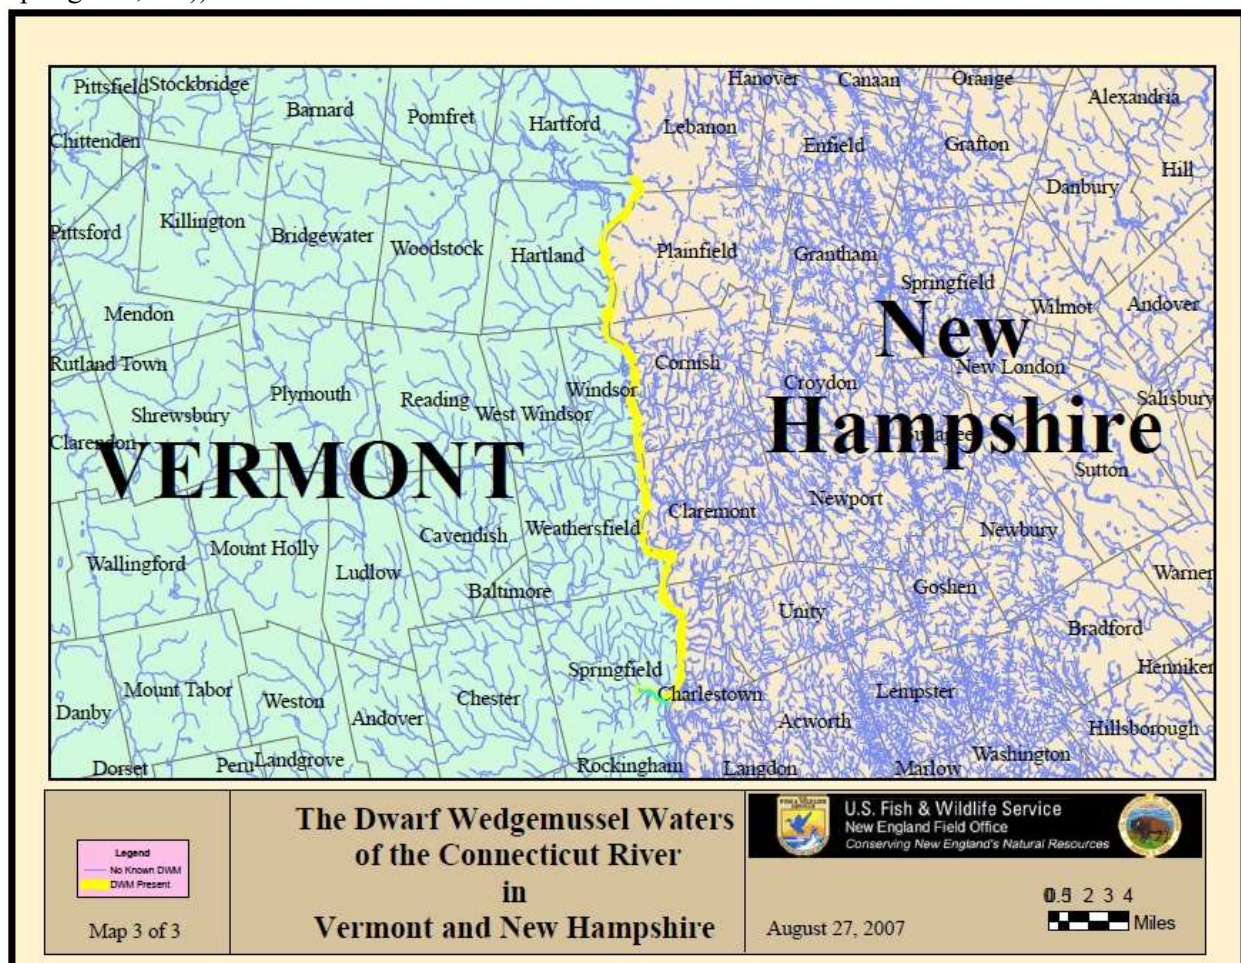 Pittsfield Stockbridge
Hanover Canaan Orange
Barnard Pomfret Hartford Lebanon Alexandria
Chittenden Enfield Grafton
Hill
Danbury
Pittsford Killington Bridgewater Woodstock Hartland Plainfield Grantham
Springfield
Mendon New Wilmot Andover
Rutland Town Cornish New London
Plymouth Reading Windsor Croydon Salisbury
Shrewsbury West Windsor
Clarendon Hampshire
VERMONT Sutton
Newport
Claremont
Cavendish Weathersfield Newbury
Wallingford Mount Holly Ludlow Warner
Baltimore Goshen
Unity Bradford
Springfield Henniker
Mount Tabor Weston Chester Charlestown Lempster
Danby Andover Acworth Hillsborough
Dorset Peru Landgrove Rockingham Langdon Marlow Washington
Legend
No Known DWM
DWM Present
Map 3 of 3
The Dwarf Wedgemussel Waters
of the Connecticut River
in
Vermont and New Hampshire
U.S. Fish & Wildlife Service
New England Field Office
Conserving New England's Natural Resources
August 27, 2007
2 3 4
Miles